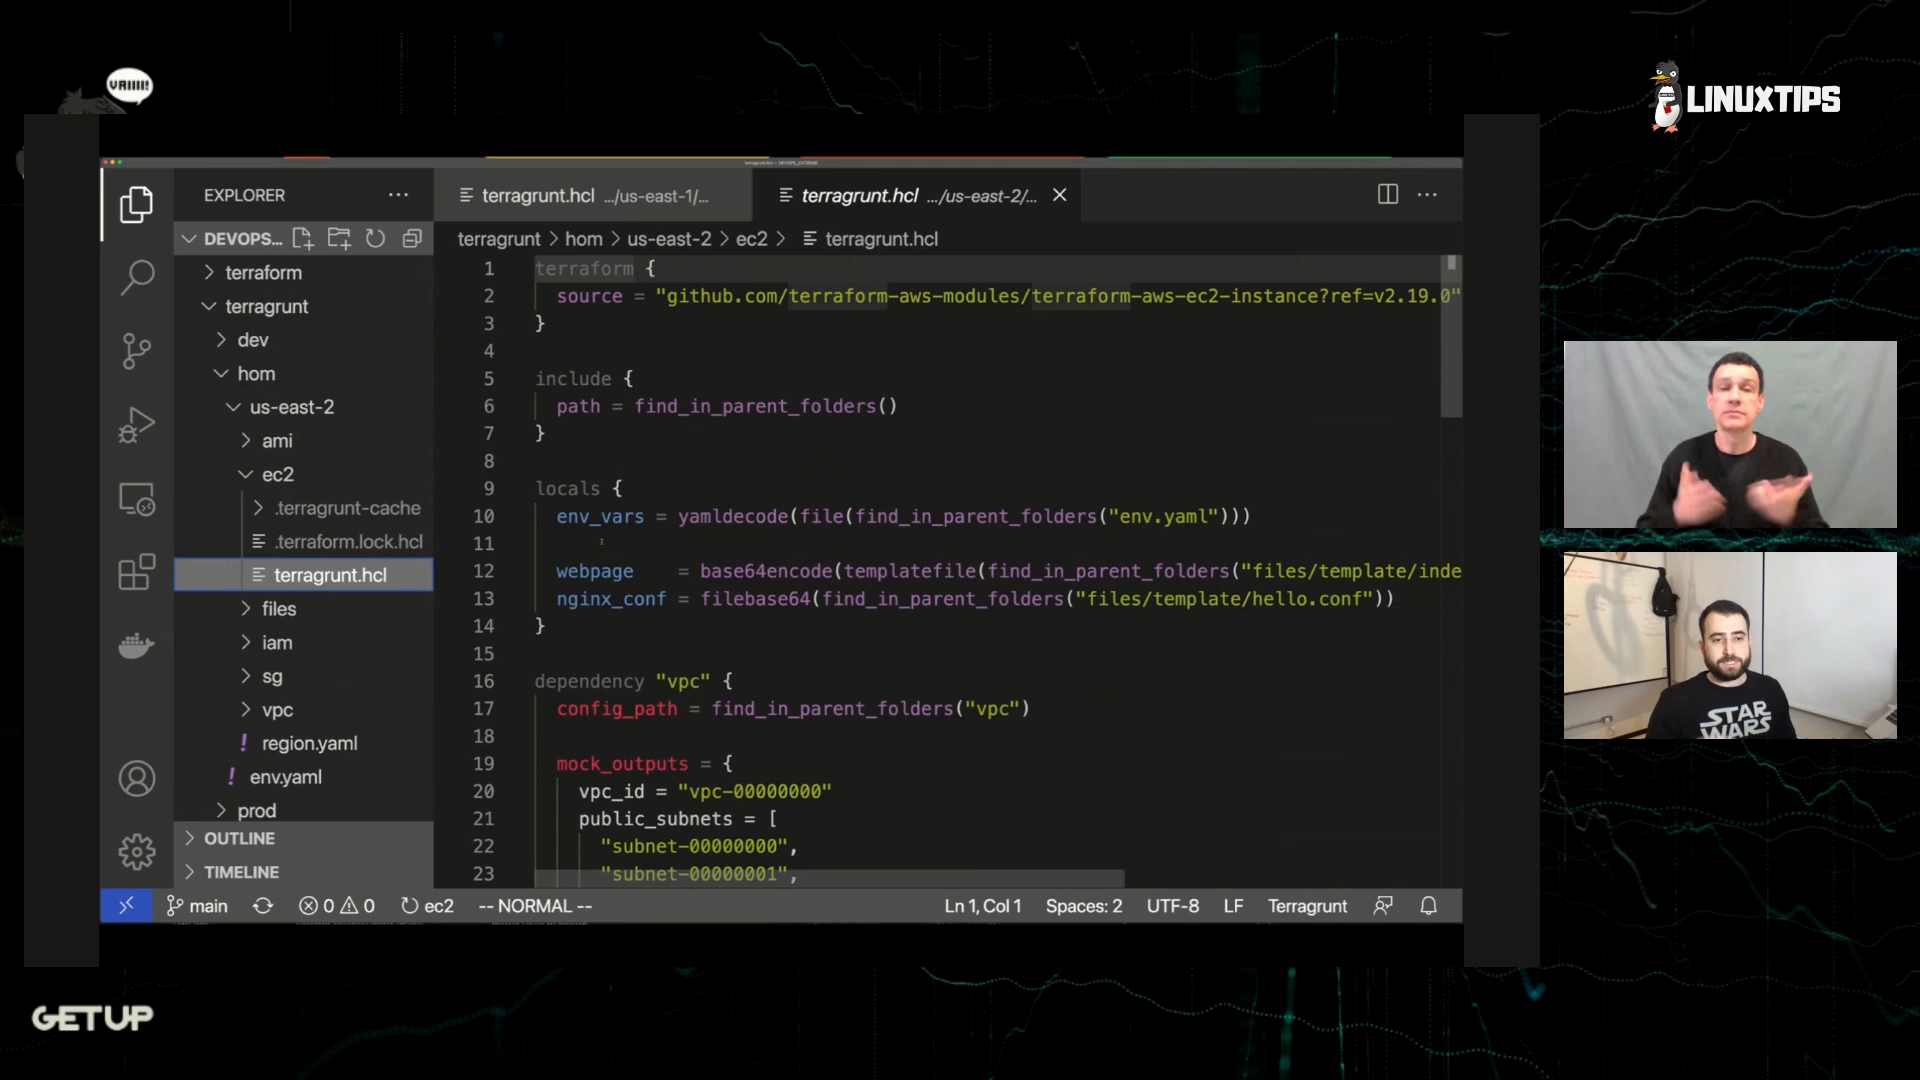 VAIIII!
LINUXTIPS
EXPLORER
terragrunt.hcl .../us-east-1/...
terragrunt.hcl .../us-east-2/...
DEVOPS...
terragrunt > hom > us-east-2 > ec2 > terragrunt.hcl
terraform
terragrunt
dev
hom
us-east-2
ami
ec2
.terragrunt-cache
.terraform.lock.hcl
terragrunt.hcl
files
iam
sg
vpc
! region.yaml
! env.yaml
prod
OUTLINE
TIMELINE
1 terraform {
2 source = "github.com/terraform-aws-modules/terraform-aws-ec2-instance?ref=v2.19.0"
3 }
4
5 include {
6 path = find_in_parent_folders()
7 }
8
9 locals {
10 env_vars = yamldecode(file(find_in_parent_folders("env.yaml")))
11
12 webpage = base64encode(templatefile(find_in_parent_folders("files/template/inde
13 nginx_conf = filebase64(find_in_parent_folders("files/template/hello.conf"))
14 }
15
16 dependency "vpc" {
17 config_path = find_in_parent_folders("vpc")
18
19 mock_outputs = {
20 vpc_id = "vpc-00000000"
21 public_subnets = [
22 "subnet-00000000",
23 "subnet-00000001",
main 0 0 ec2 -- NORMAL -- Ln 1, Col 1 Spaces: 2 UTF-8 LF Terragrunt
STAR
WARS
GETUP